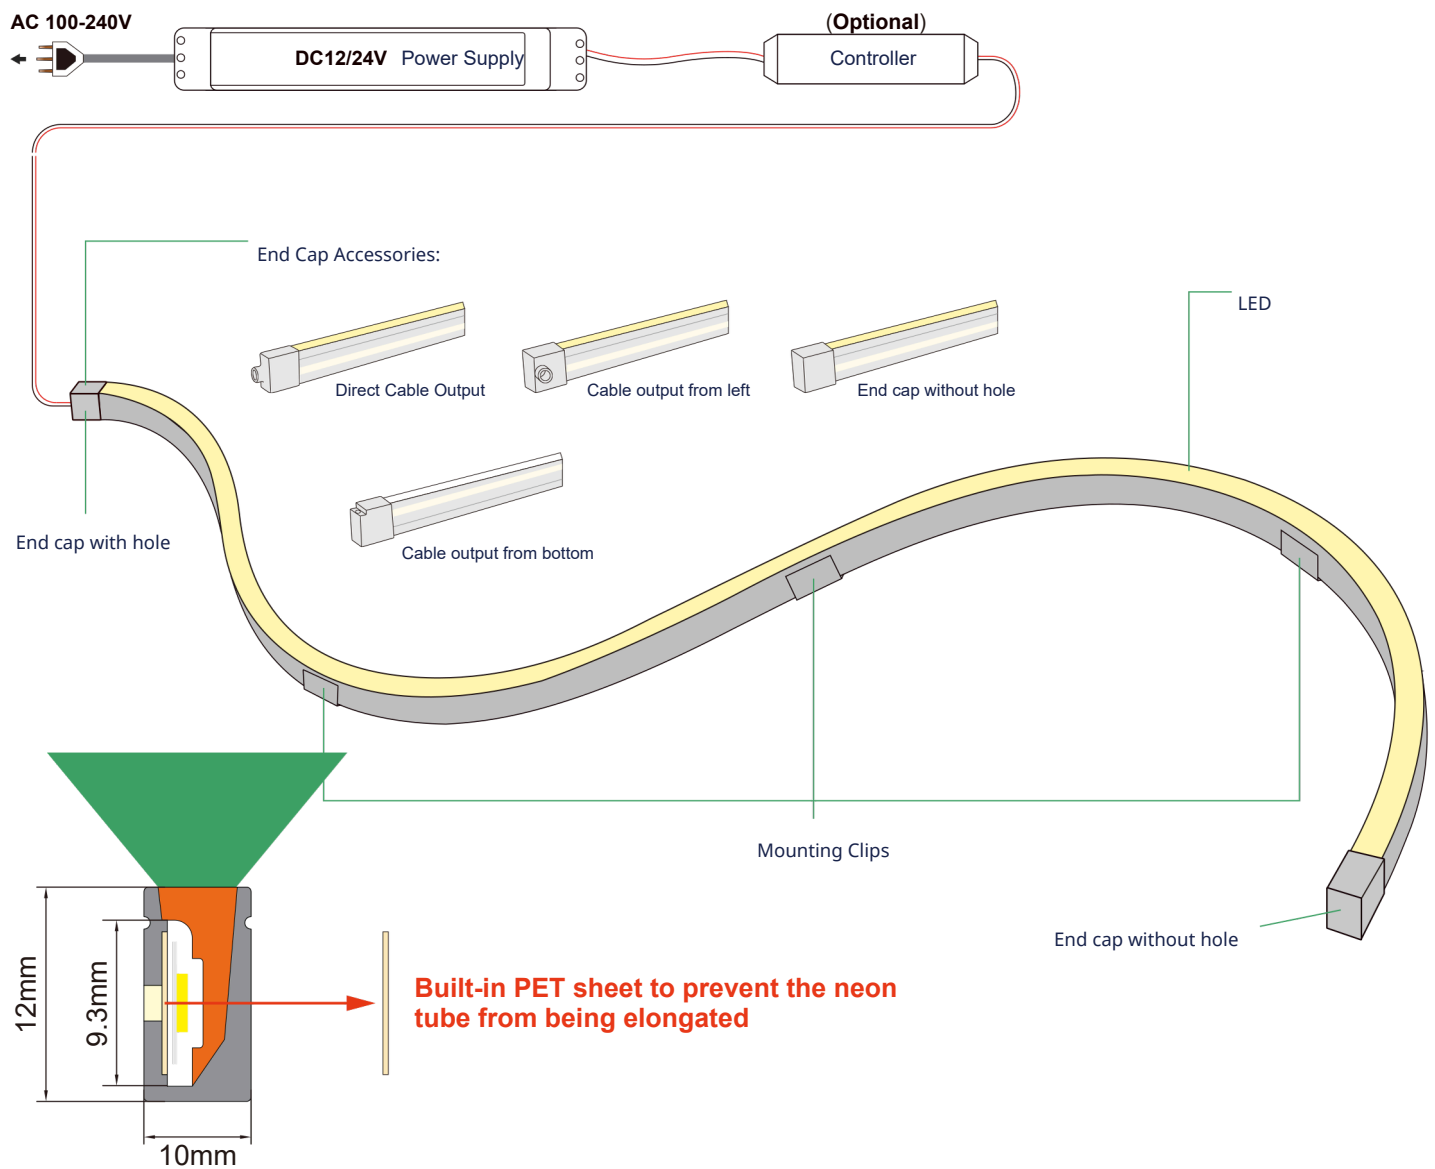 AC 100-240V
(Optional)
DC12/24V Power Supply
Controller
End Cap Accessories:
LED
Direct Cable Output
Cable output from left
End cap without hole
End cap with hole
Cable output from bottom
Mounting Clips
End cap without hole
12mm
9.3mm
Built-in PET sheet to prevent the neon
tube from being elongated
10mm